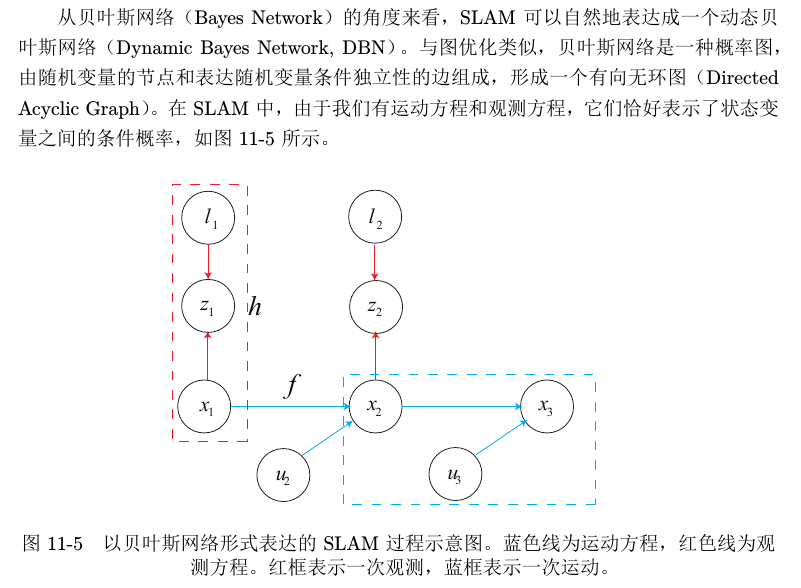 从贝叶斯网络（Bayes Network）的角度来看，SLAM 可以自然地表达成一个动态贝
叶斯网络（Dynamic Bayes Network, DBN）。与图优化类似，贝叶斯网络是一种概率图，
由随机变量的节点和表达随机变量条件独立性的边组成，形成一个有向无环图（Directed
Acyclic Graph）。在 SLAM 中，由于我们有运动方程和观测方程，它们恰好表示了状态变
量之间的条件概率，如图 11-5 所示。
l1
l2
z1
h
z2
f
x1
x2
x3
u2
u3
图 11-5 以贝叶斯网络形式表达的 SLAM 过程示意图。蓝色线为运动方程，红色线为观
测方程。红框表示一次观测，蓝框表示一次运动。